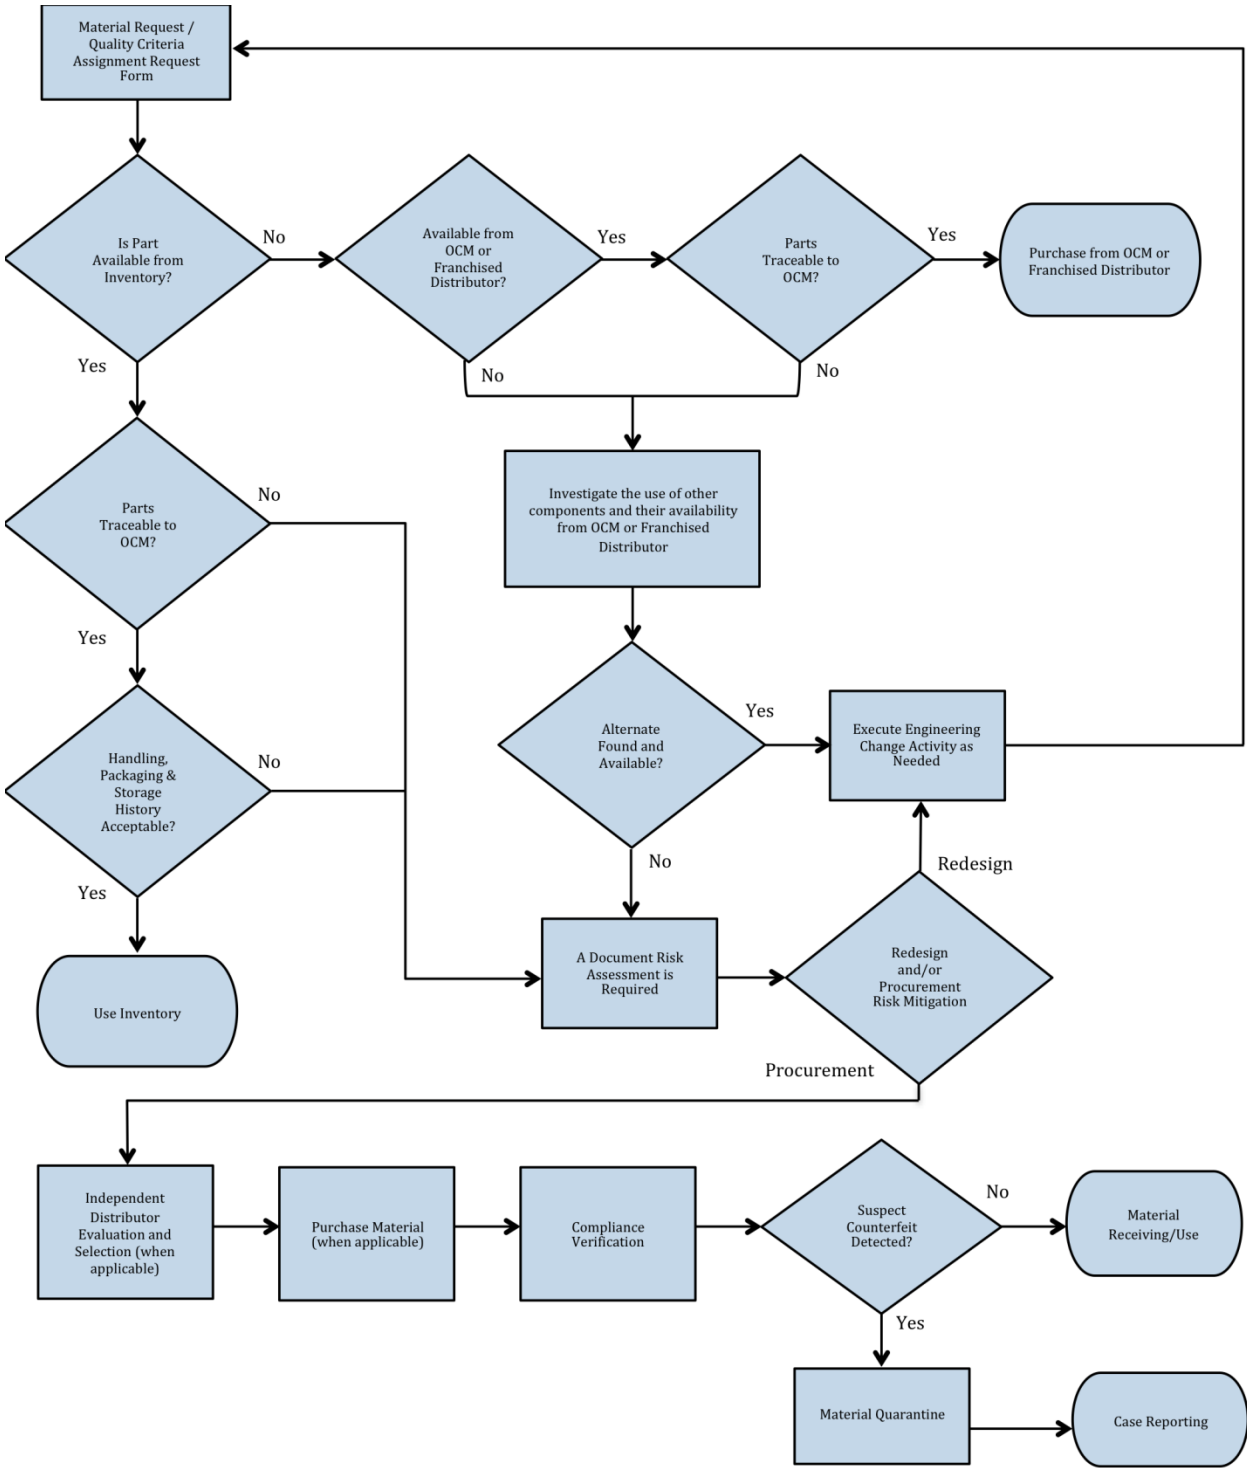 Material Request /
Quality Criteria
Assignment Request
Form
Is Part
Available from
Inventory?
No
Available from
OCM or
Franchised
Distributor?
Yes
Parts
Traceable to
OCM?
Yes
Purchase from OCM or
Franchised Distributor
Yes
No
No
Parts
Traceable to
OCM?
No
Investigate the use of other
components and their availability
from OCM or Franchised
Distributor
Yes
Handling,
Packaging &
Storage
History
Acceptable?
No
Alternate
Found and
Available?
Yes
Execute Engineering
Change Activity as
Needed
Yes
No
Redesign
Use Inventory
A Document Risk
Assessment is
Required
Redesign
and/or
Procurement
Risk Mitigation
Procurement
Independent
Distributor
Evaluation and
Selection (when
applicable)
Purchase Material
(when applicable)
Compliance
Verification
Suspect
Counterfeit
Detected?
No
Material
Receiving/Use
Yes
Material Quarantine
Case Reporting